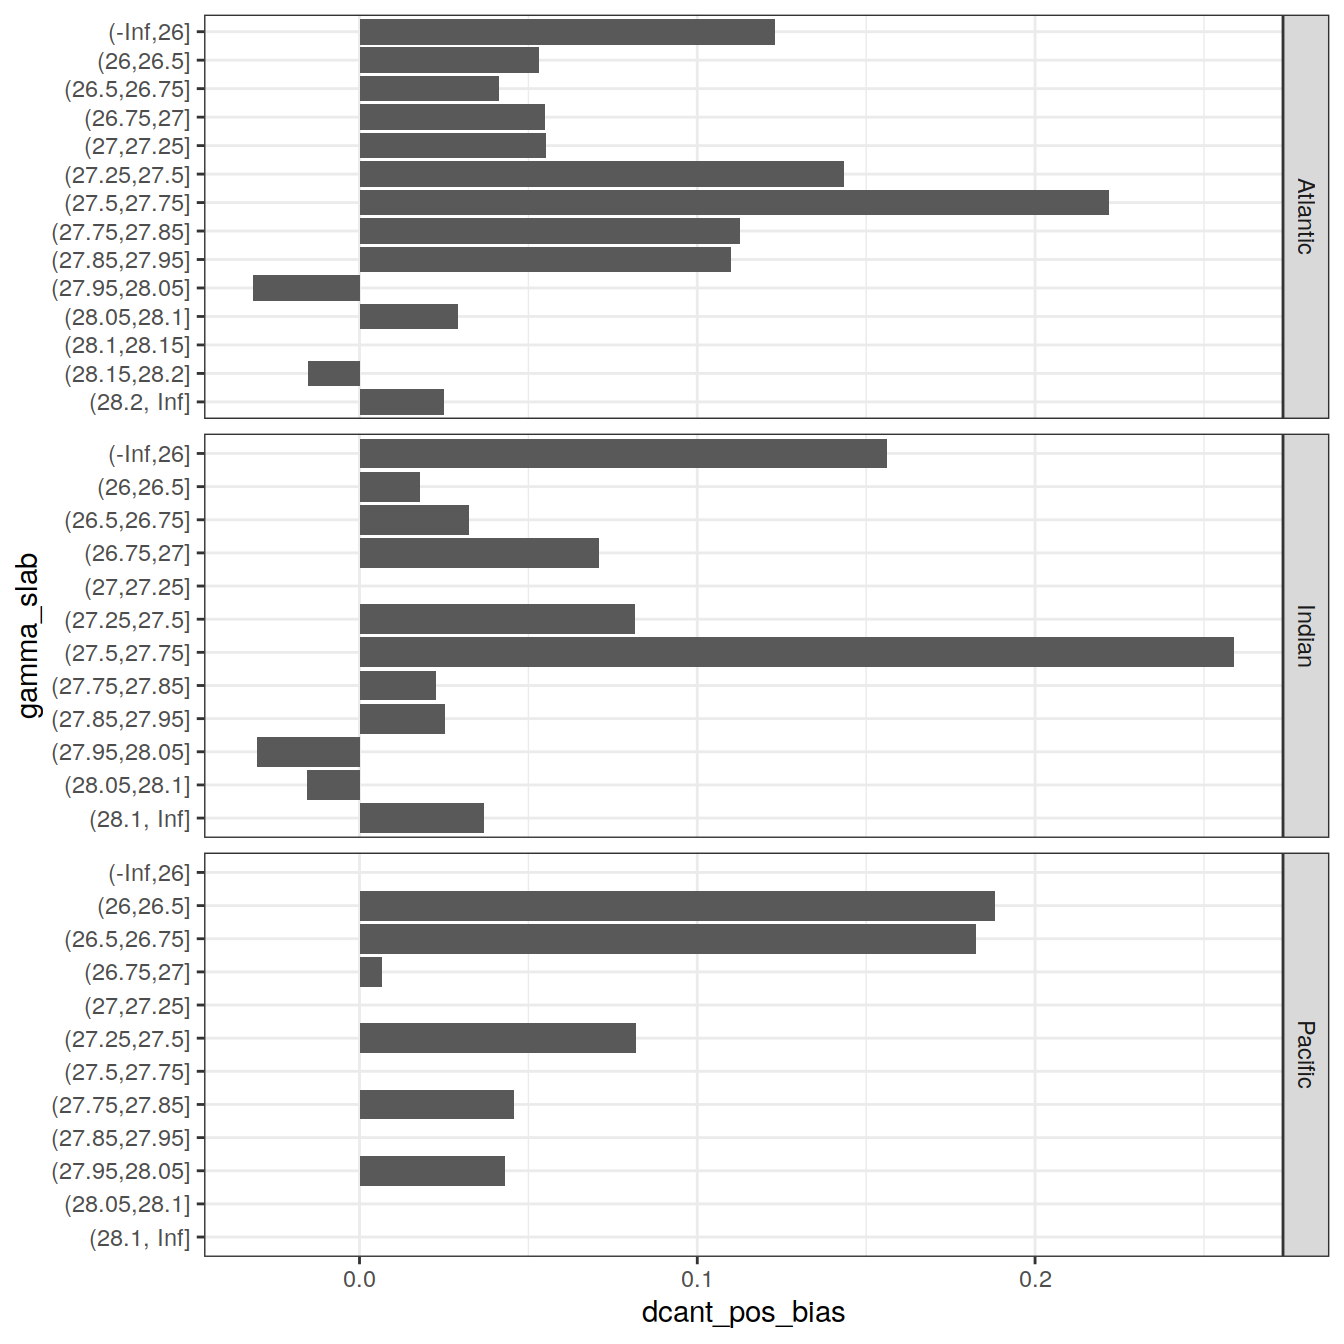 (-Inf,26]
(26,26.5]
(26.5,26.75]
(26.75,27]
(27,27.25]
(27.25,27.5]
(27.5,27.75]
(27.75,27.85]
(27.85,27.95]
(27.95,28.05]
(28.05,28.1]
(28.1,28.15]
(28.15,28.2]
(28.2, Inf]
Atlantic
(-Inf,26]
(26,26.5]
(26.5,26.75]
(26.75,27]
(27,27.25]
(27.25,27.5]
(27.5,27.75]
(27.75,27.85]
(27.85,27.95]
(27.95,28.05]
(28.05,28.1]
(28.1, Inf]
Indian
gamma_slab
(-Inf,26]
(26,26.5]
(26.5,26.75]
(26.75,27]
(27,27.25]
(27.25,27.5]
(27.5,27.75]
(27.75,27.85]
(27.85,27.95]
(27.95,28.05]
(28.05,28.1]
(28.1, Inf]
Pacific
0.0 0.1 0.2
dcant_pos_bias